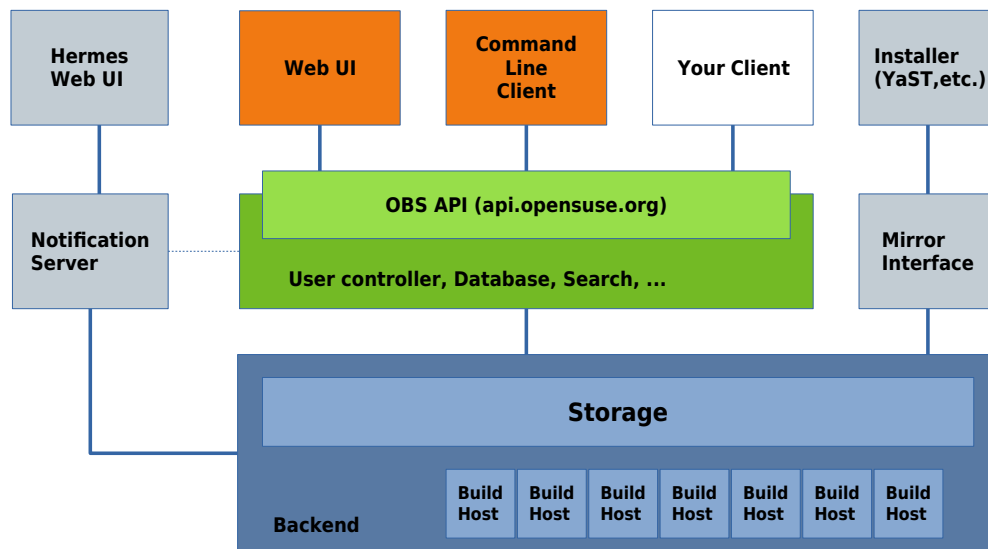 Hermes
Web UI
Web UI
Command
Line
Client
Your Client
Installer
(YaST,etc.)
OBS API (api.opensuse.org)
Notification
Server
Mirror
Interface
User controller, Database, Search, ...
Storage
Build
Host
Build
Host
Build
Host
Build
Host
Build
Host
Build
Host
Build
Host
Backend